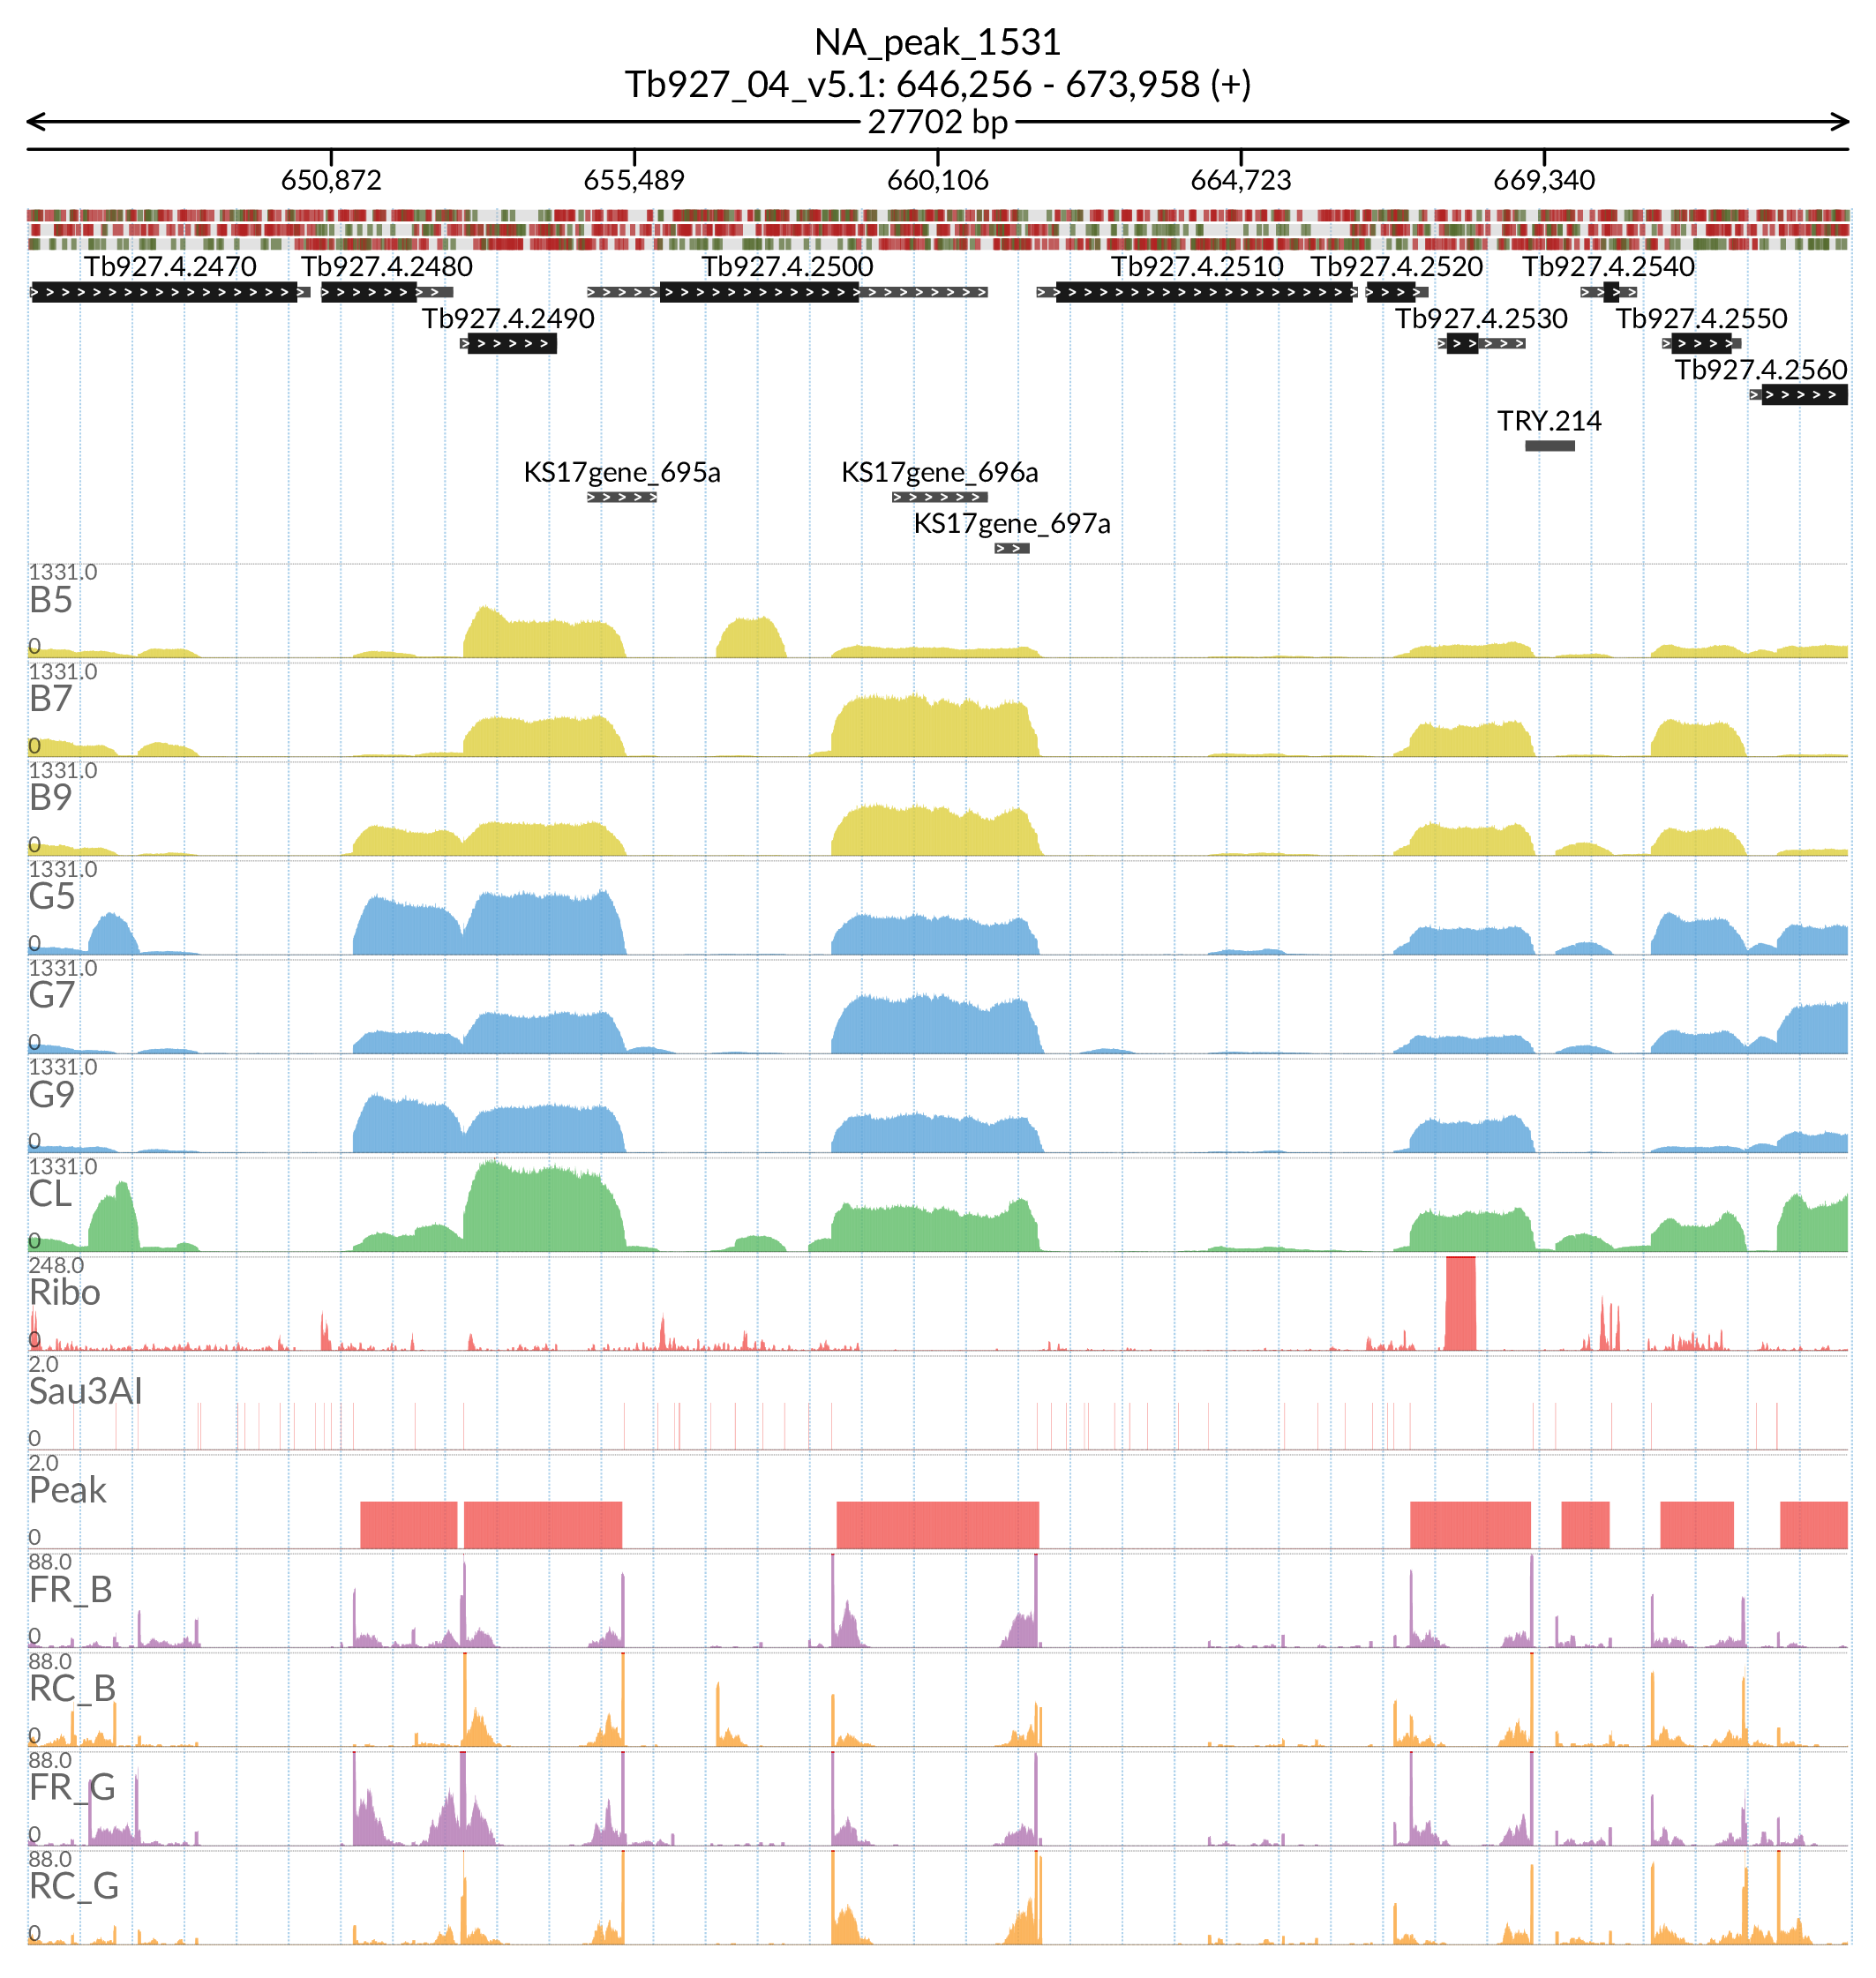 NA_peak_1531
Tb927_04_v5.1: 646,256 - 673,958 (+)
27702 bp
650,872 655,489 660,106 664,723 669,340
Tb927.4.2470 Tb927.4.2480 Tb927.4.2500 Tb927.4.2510 Tb927.4.2520 Tb927.4.2540
Tb927.4.2490 Tb927.4.2530 Tb927.4.2550
Tb927.4.2560
TRY.214
KS17gene_695a KS17gene_696a
KS17gene_697a
1331.0
B5
0
1331.0
B7
0
1331.0
B9
0
1331.0
G5
0
1331.0
G7
0
1331.0
G9
0
1331.0
CL
0
248.0
Ribo
0
2.0
Sau3AI
0
2.0
Peak
0
88.0
FR_B
0
88.0
RC_B
0
88.0
FR_G
0
88.0
RC_G
0